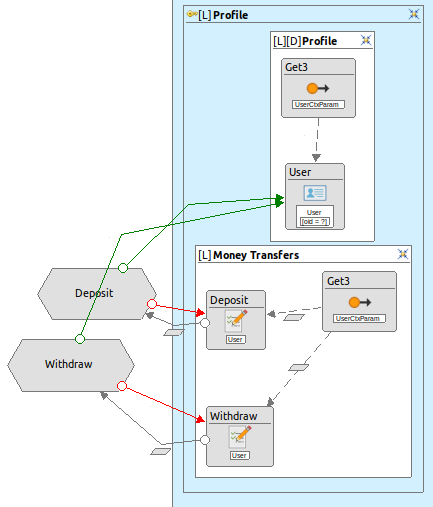 [L] Profile
[L][D]Profile
Get3
UserCtxParam
User
User
[oid = ?]
[L] Money Transfers
Deposit
Deposit
User
Get3
UserCtxParam
Withdraw
Withdraw
User